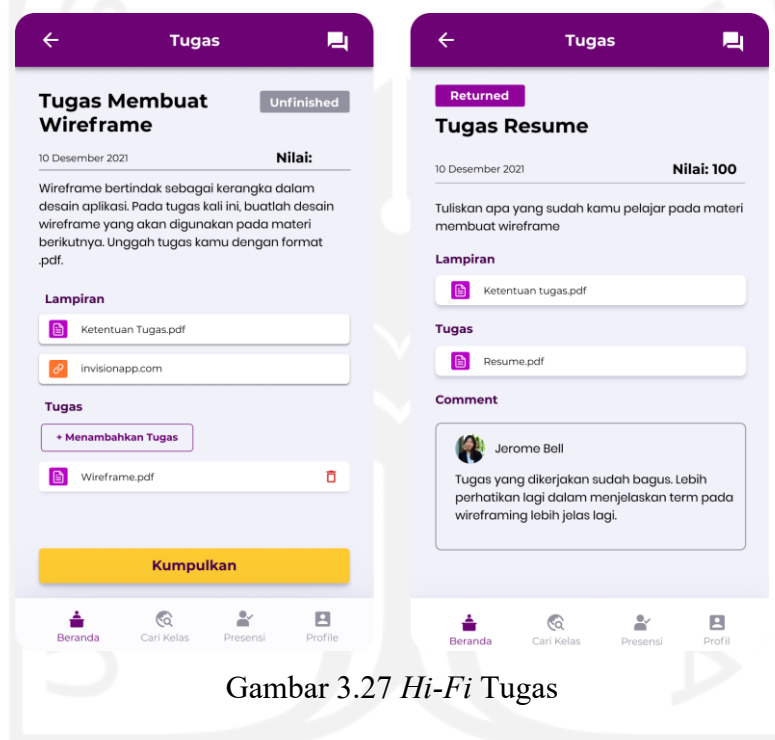 Tugas
Tugas Membuat
Wireframe
Unfinished
10 Desember 2021
Nilai:
Wireframe bertindak sebagai kerangka dalam
desain aplikasi. Pada tugas kali ini, buatlah desain
wireframe yang akan digunakan pada materi
berikutnya. Unggah tugas kamu dengan format
.pdf.
Lampiran
Ketentuan Tugas.pdf
invisionapp.com
Tugas
+ Menambahkan Tugas
Wireframe.pdf
Kumpulkan
Beranda
Cari Kelas
Presensi
Profile
Tugas
Returned
Tugas Resume
10 Desember 2021
Nilai: 100
Tuliskan apa yang sudah kamu pelajar pada materi
membuat wireframe
Lampiran
Ketentuan tugas.pdf
Tugas
Resume.pdf
Comment
Jerome Bell
Tugas yang dikerjakan sudah bagus. Lebih
perhatikan lagi dalam menjelaskan term pada
wireframing lebih jelas lagi.
Beranda
Cari Kelas
Presensi
Profil
Gambar 3.27 Hi-Fi Tugas